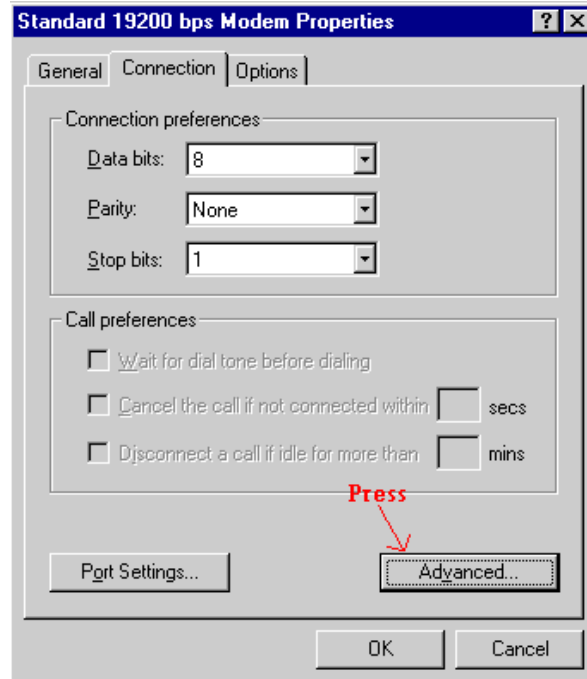 Standard 19200 bps Modem Properties
General Connection Options
Connection preferences
Data bits: 8
Parity: None
Stop bits: 1
Call preferences
Wait for dial tone before dialing
Cancel the call if not connected within secs
Disconnect a call if idle for more than mins
Press
Port Settings... Advanced...
OK Cancel